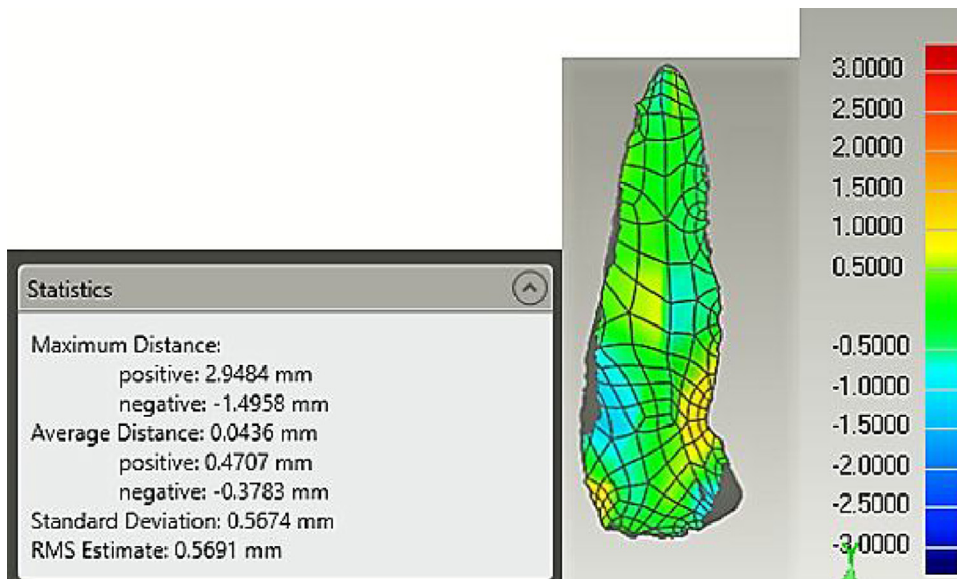 Statistics
Maximum Distance:
positive: 2.9484 mm
negative: -1.4958 mm
Average Distance: 0.0436 mm
positive: 0.4707 mm
negative: -0.3783 mm
Standard Deviation: 0.5674 mm
RMS Estimate: 0.5691 mm
3.0000
2.5000
2.0000
1.5000
1.0000
0.5000
-0.5000
-1.0000
-1.5000
-2.0000
-2.5000
-3.0000